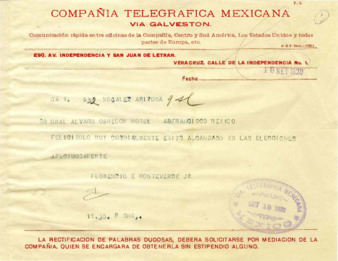 COMPAÑIA TELEGRAFICA MEXICANA
VIA GALVESTON.
Comunicación rápida entre oficinas de la Compañía, Centro y Sud América, Los Estados Unidos y todas
partes de Europa, etc.
ESQ. AV. INDEPENDENCIA Y SAN JUAN DE LETRAN.
VERACRUZ, CALLE DE LA INDEPENDENCIA No. 1.
Fecha
NOGALES ARIZONA
GRAL ALVARO OBREGON HOTEL
FELICITOLO MUY CORDIALMENTE EXITO ALCANZADO EN LAS ELECCIONES
AFECTUOSAMENTE
FLORENCIO E MONTEVERDE JR
LA RECTIFICACION DE PALABRAS DUDOSAS, DEBERA SOLICITARSE POR MEDIACION DE LA
COMPAÑIA, QUIEN SE ENCARGARA DE OBTENERLA SIN ESTIPENDIO ALGUNO.